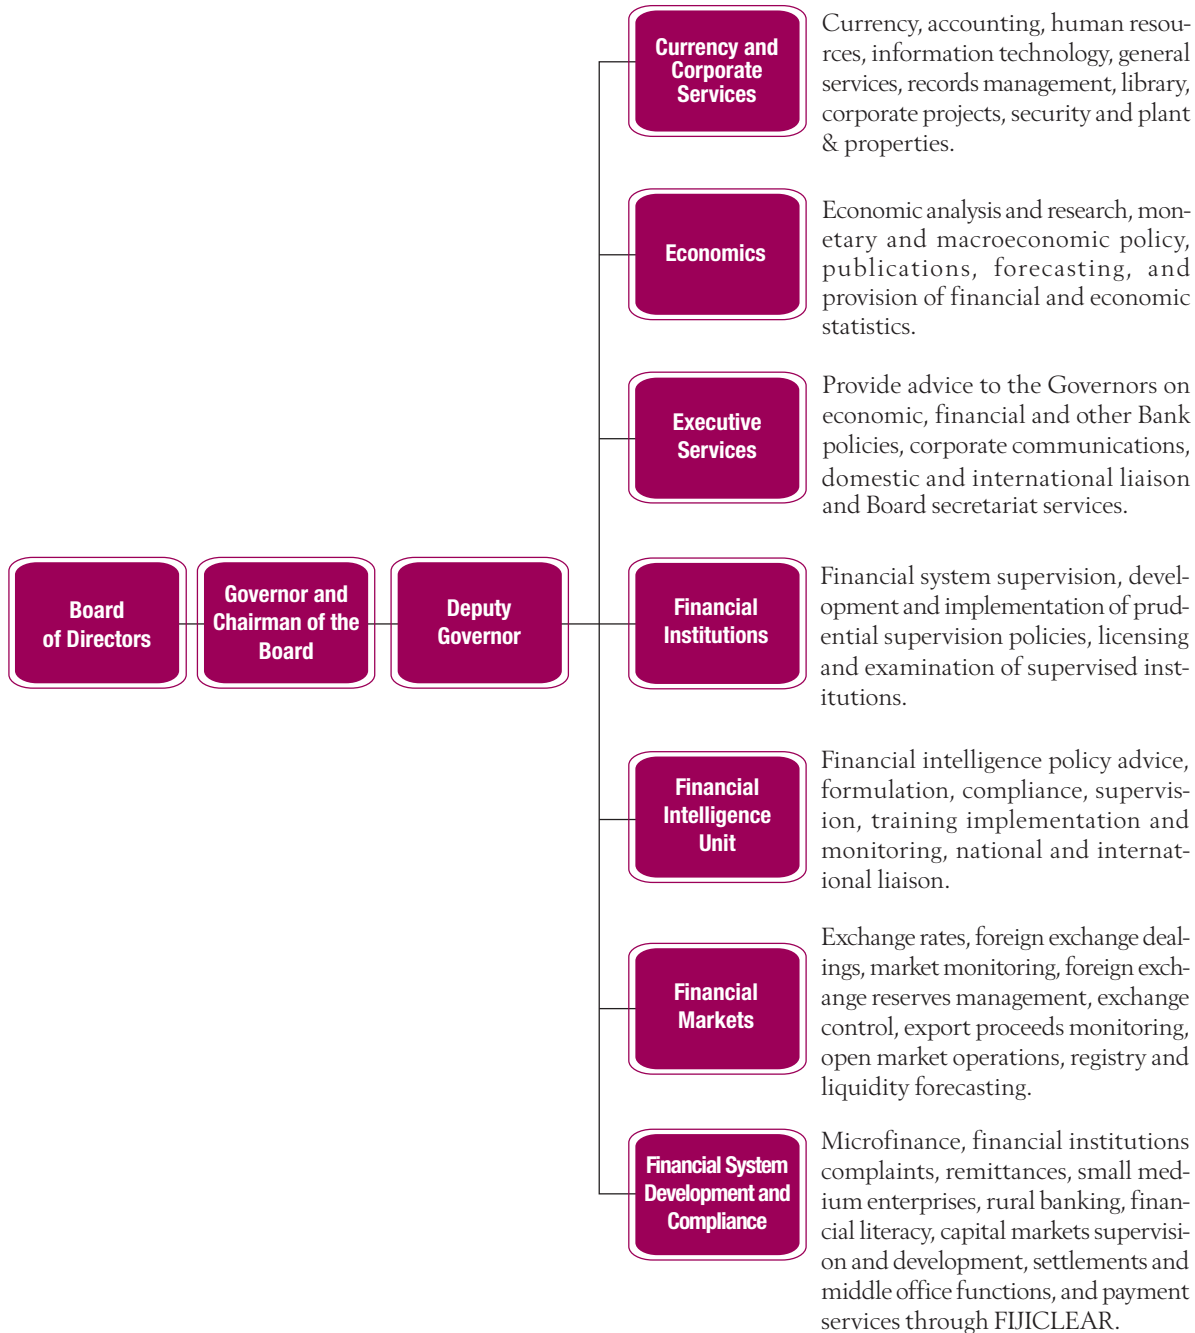 Currency and
Corporate
Services
Currency, accounting, human resou-
rces, information technology, general
services, records management, library,
corporate projects, security and plant
& properties.
Economics
Economic analysis and research, mon-
etary and macroeconomic policy,
publications, forecasting, and
provision of financial and economic
statistics.
Executive
Services
Provide advice to the Governors on
economic, financial and other Bank
policies, corporate communications,
domestic and international liaison
and Board secretariat services.
Board
of Directors
Governor and
Chairman of the
Board
Deputy
Governor
Financial
Institutions
Financial system supervision, devel-
opment and implementation of prud-
ential supervision policies, licensing
and examination of supervised inst-
itutions.
Financial
Intelligence
Unit
Financial intelligence policy advice,
formulation, compliance, supervis-
ion, training implementation and
monitoring, national and internat-
ional liaison.
Financial
Markets
Exchange rates, foreign exchange deal-
ings, market monitoring, foreign exch-
ange reserves management, exchange
control, export proceeds monitoring,
open market operations, registry and
liquidity forecasting.
Financial System
Development and
Compliance
Microfinance, financial institutions
complaints, remittances, small med-
ium enterprises, rural banking, finan-
cial literacy, capital markets supervisi-
on and development, settlements and
middle office functions, and payment
services through FIJICLEAR.